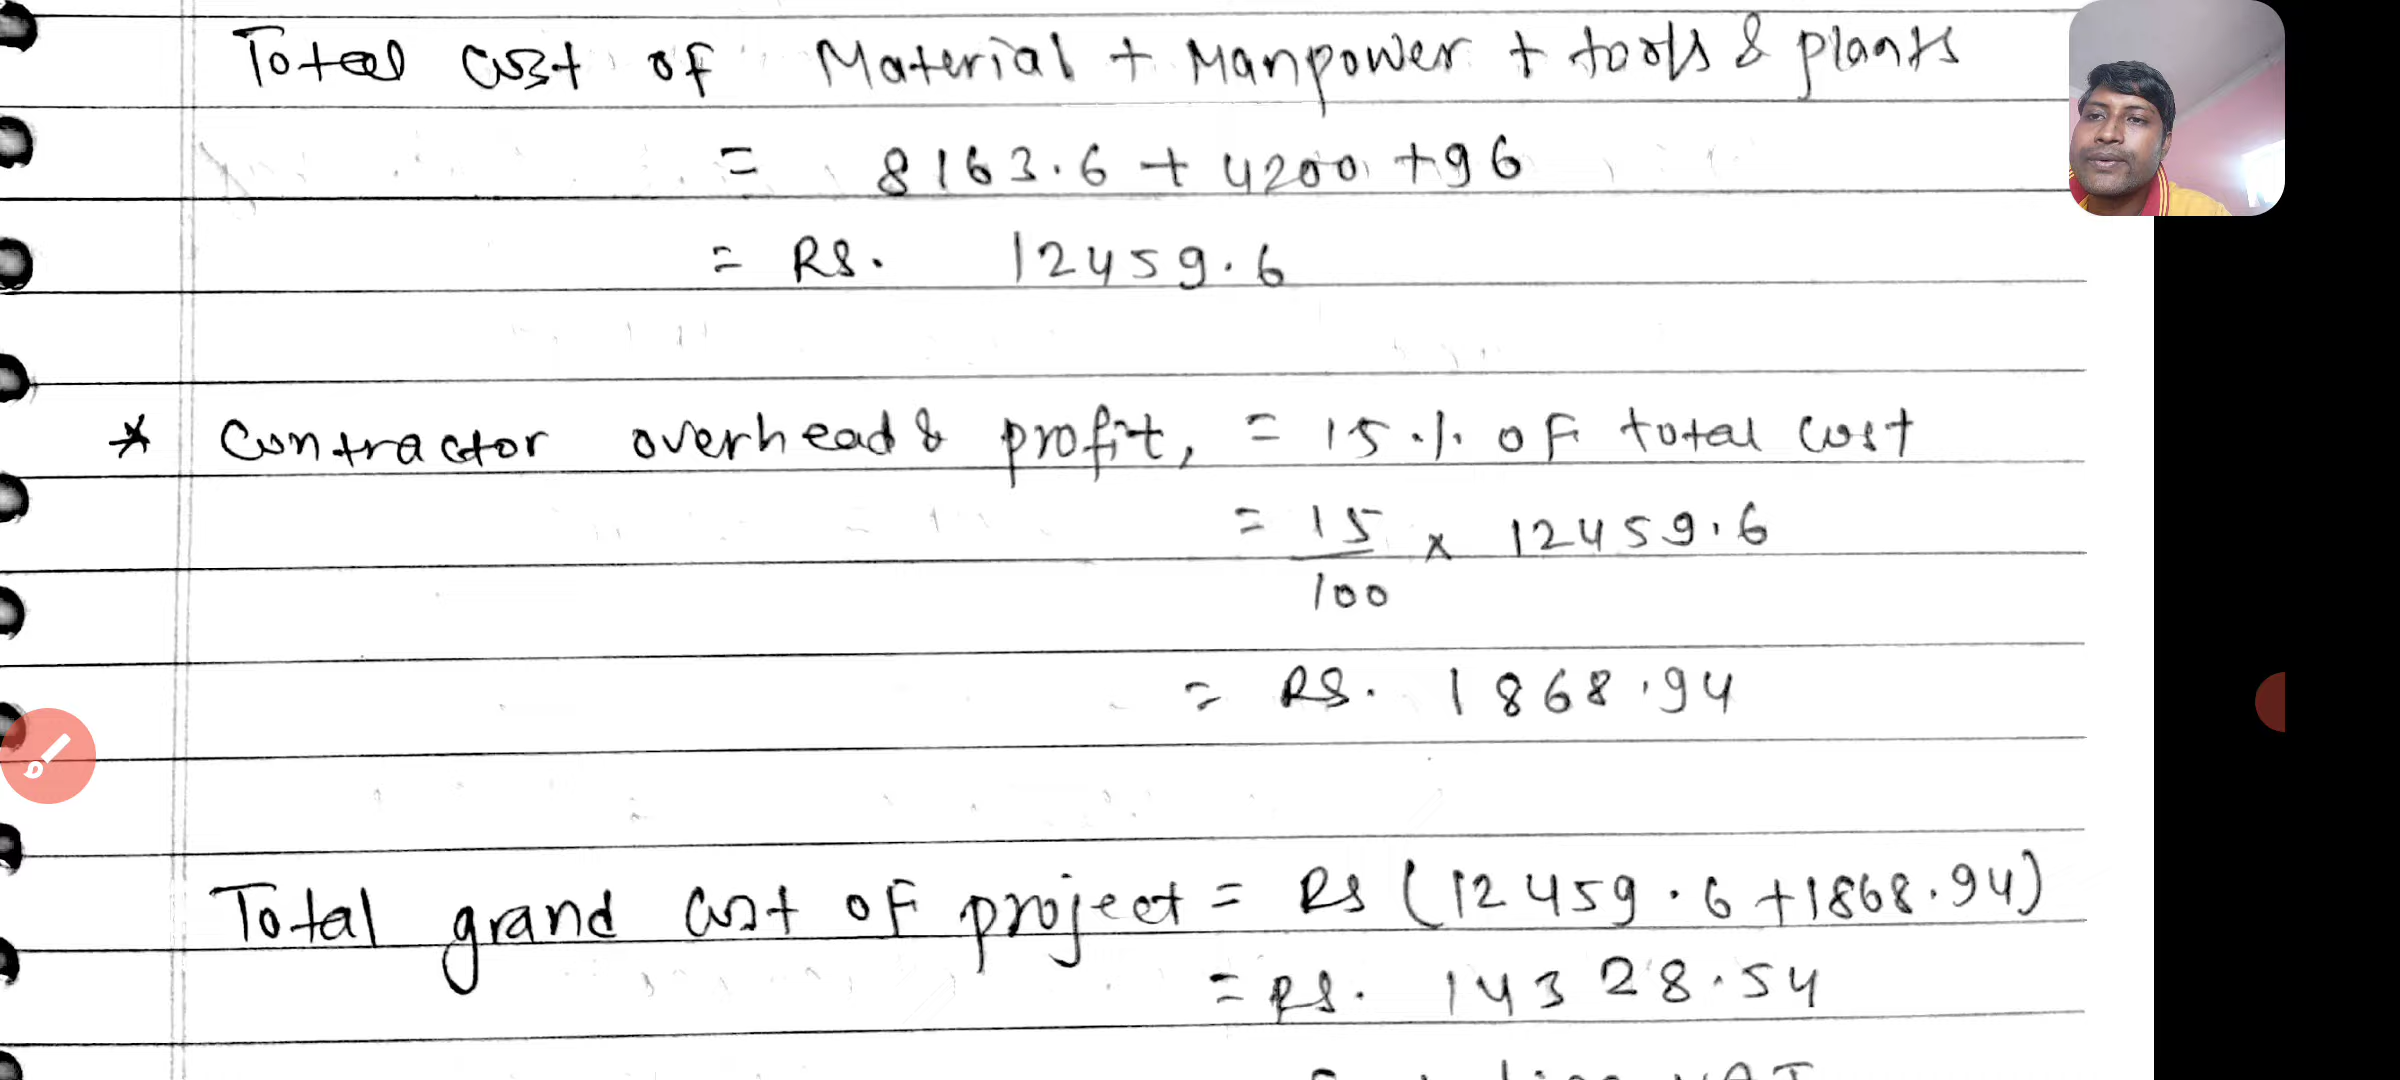 Total cost of Material + Manpower + tools & plants
= 8163.6 + 4200 + 96
= RS. 12459.6
* Contractor overhead & profit, = 15 % of total cost
= 15/100 x 12459.6
= RS. 1868.94
Total grand cost of project = RS (12459.6 + 1868.94)
= RS. 14328.54
VAT